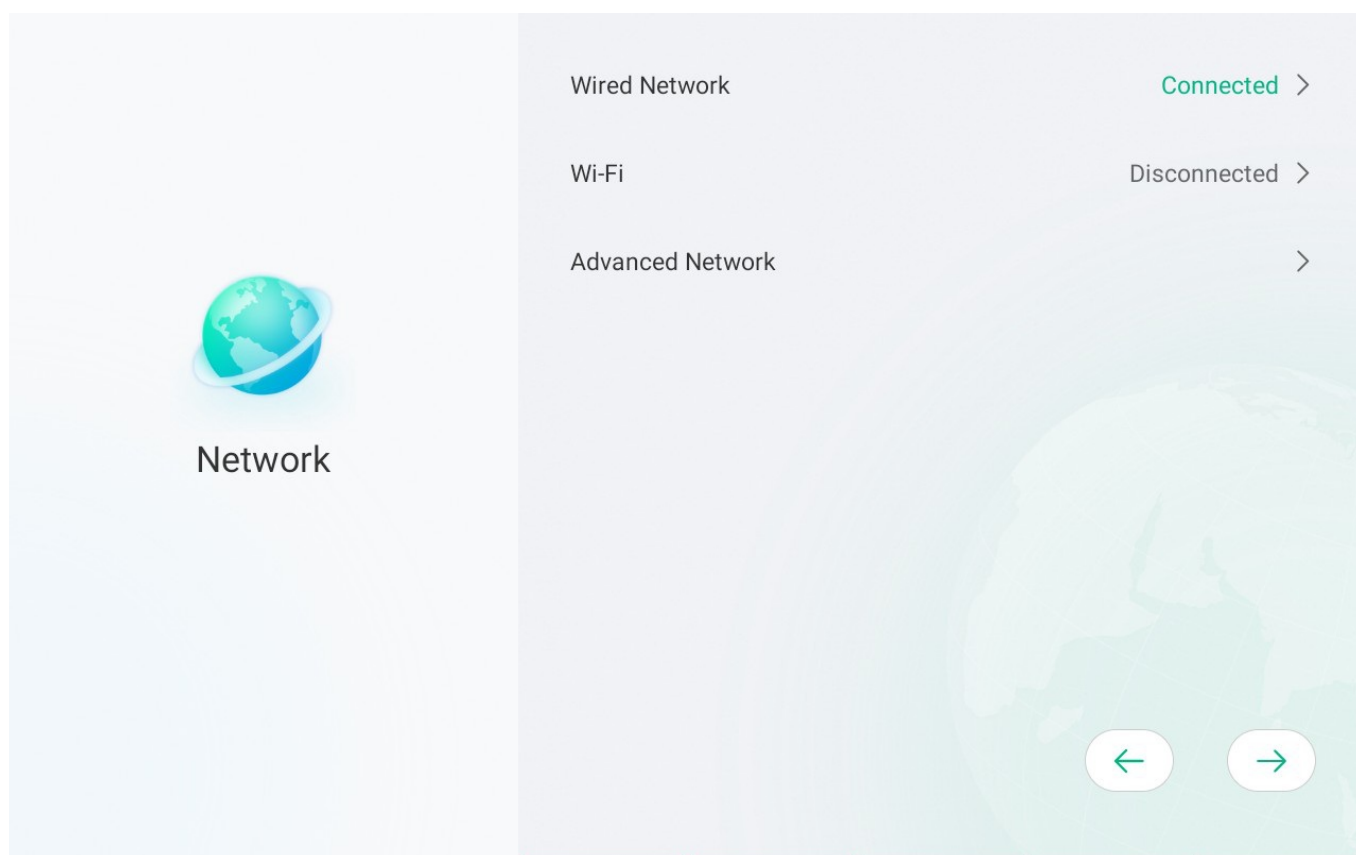 Wired Network
Connected
Wi-Fi
Disconnected
Advanced Network
Network